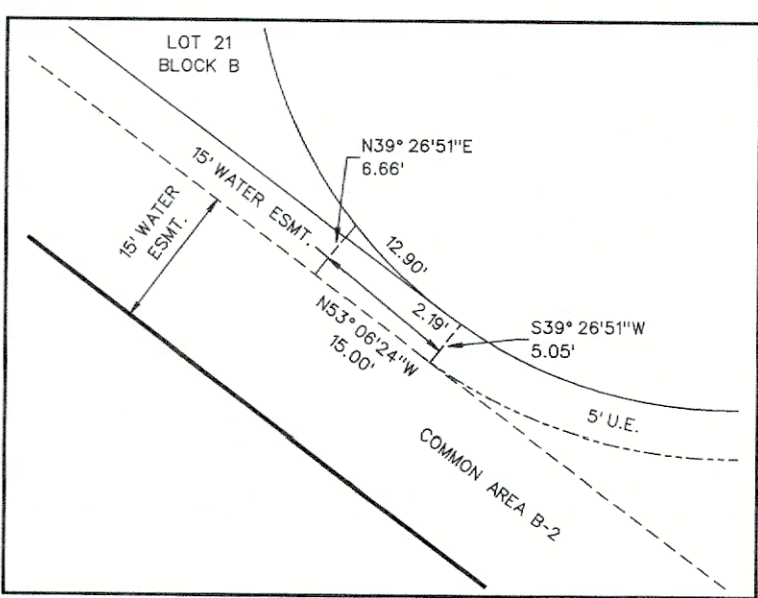 LOT 21
BLOCK B
N39° 26'51"E
6.66'
15' WATER ESMT.
15' WATER
ESMT.
12.90'
2.19'
N53° 06'24"W
15.00'
S39° 26'51"W
5.05'
5' U.E.
COMMON AREA B-2